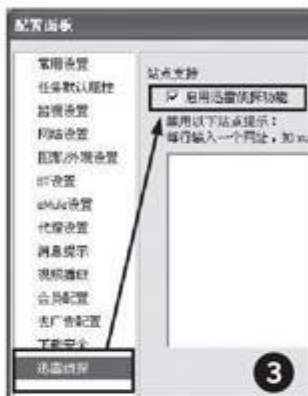 配置面板
常用设置
任务默认属性
监视设置
网络设置
图形/外观设置
BT设置
eMule设置
代理设置
消息提示
视频播放
会员配置
去广告配置
下载安全
迅雷侦探
站点支持
启用迅雷侦探功能
禁用以下站点提示：
每行输入一个网址，如
3